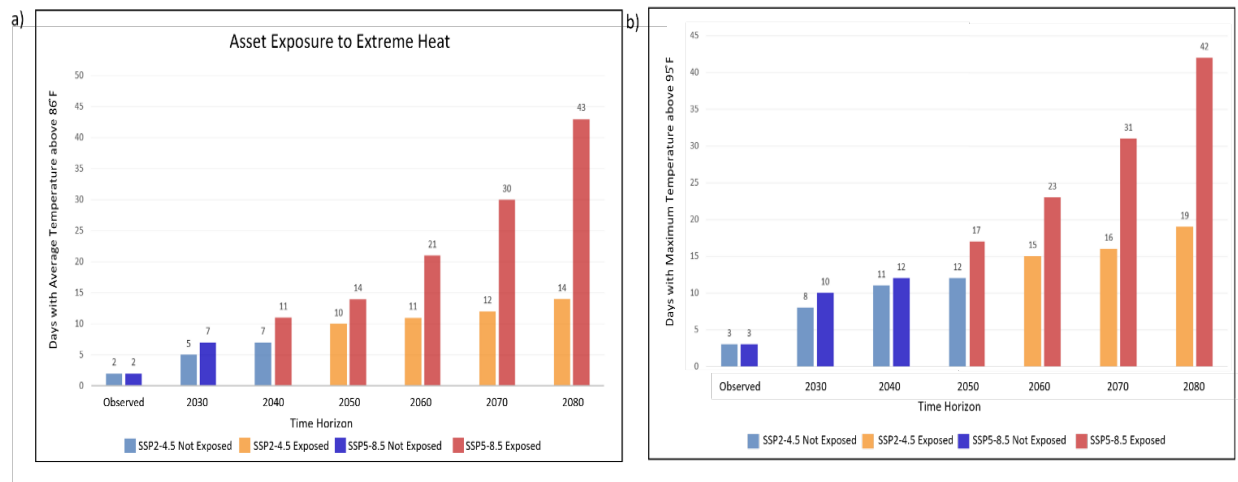 a)
Asset Exposure to Extreme Heat
Days with Average Temperature above 86°F
50
45
40
35
30
25
20
15
10
5
0
2 2 5 7 7 11 10 14 11 21 12 30 14 43
Observed 2030 2040 2050 2060 2070 2080
Time Horizon
SSP2-4.5 Not Exposed SSP2-4.5 Exposed SSP5-8.5 Not Exposed SSP5-8.5 Exposed
b)
Days with Maximum Temperature above 95°F
45
40
35
30
25
20
15
10
5
0
3 3 8 10 11 12 12 17 15 23 16 31 19 42
Observed 2030 2040 2050 2060 2070 2080
Time Horizon
SSP2-4.5 Not Exposed SSP2-4.5 Exposed SSP5-8.5 Not Exposed SSP5-8.5 Exposed